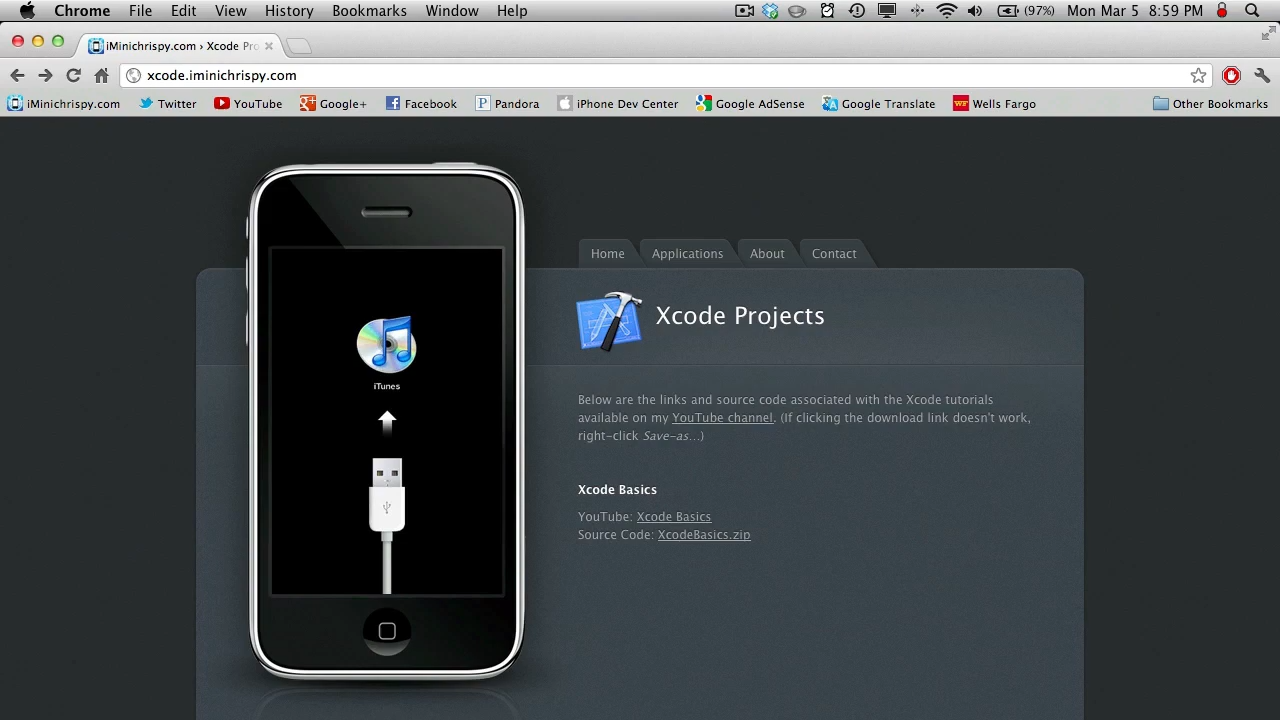 Chrome File Edit View History Bookmarks Window Help (97%) Mon Mar 5 8:59 PM
iMinichrispy.com › Xcode Pro
xcode.iminichrispy.com
iMinichrispy.com Twitter YouTube Google+ Facebook Pandora iPhone Dev Center Google AdSense Google Translate Wells Fargo Other Bookmarks
Home Applications About Contact
Xcode Projects
iTunes
Below are the links and source code associated with the Xcode tutorials
available on my YouTube channel. (If clicking the download link doesn't work,
right-click Save-as...)
Xcode Basics
YouTube: Xcode Basics
Source Code: XcodeBasics.zip